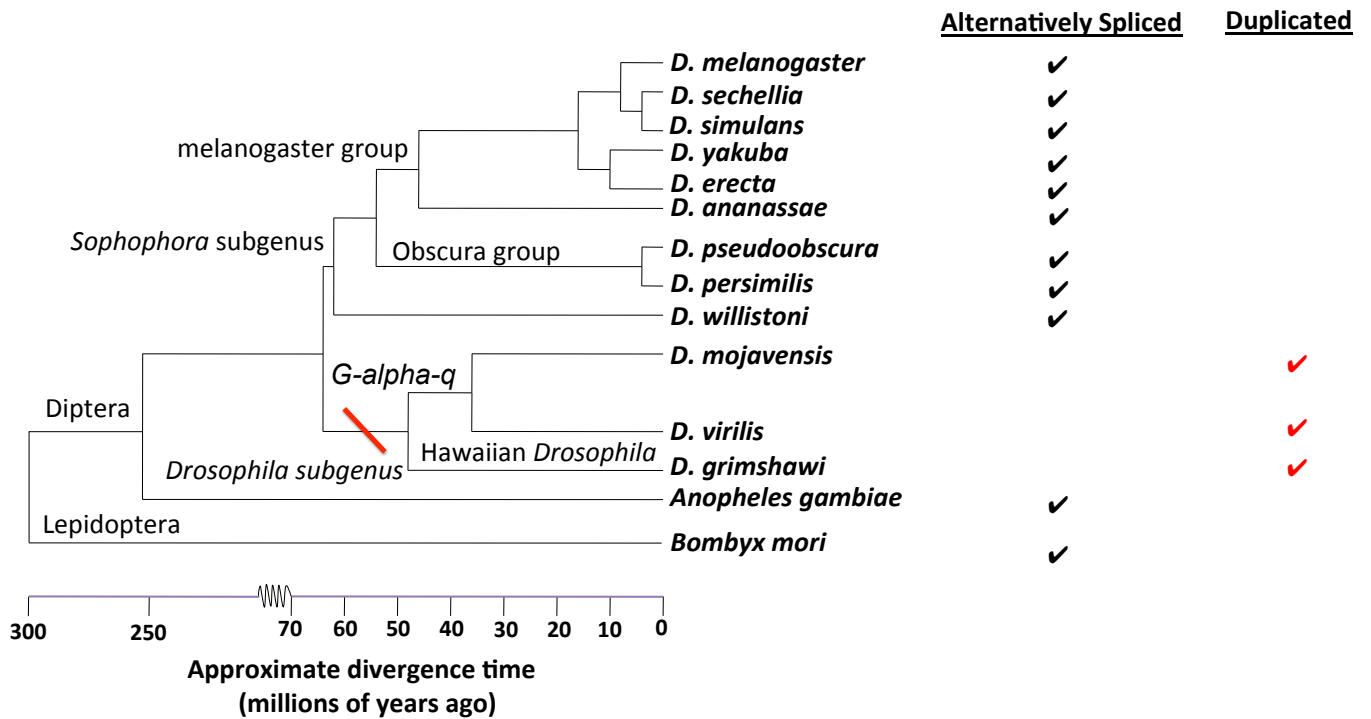 Alternatively Spliced Duplicated
D. melanogaster ✔
D. sechellia ✔
D. simulans ✔
melanogaster group
D. yakuba ✔
D. erecta ✔
D. ananassae ✔
Sophophora subgenus
Obscura group
D. pseudoobscura ✔
D. persimilis ✔
D. willistoni ✔
D. mojavensis ✔
G-alpha-q
Diptera
D. virilis ✔
Hawaiian Drosophila
Drosophila subgenus
D. grimshawi ✔
Anopheles gambiae ✔
Lepidoptera
Bombyx mori ✔
300 250 70 60 50 40 30 20 10 0
Approximate divergence time
(millions of years ago)